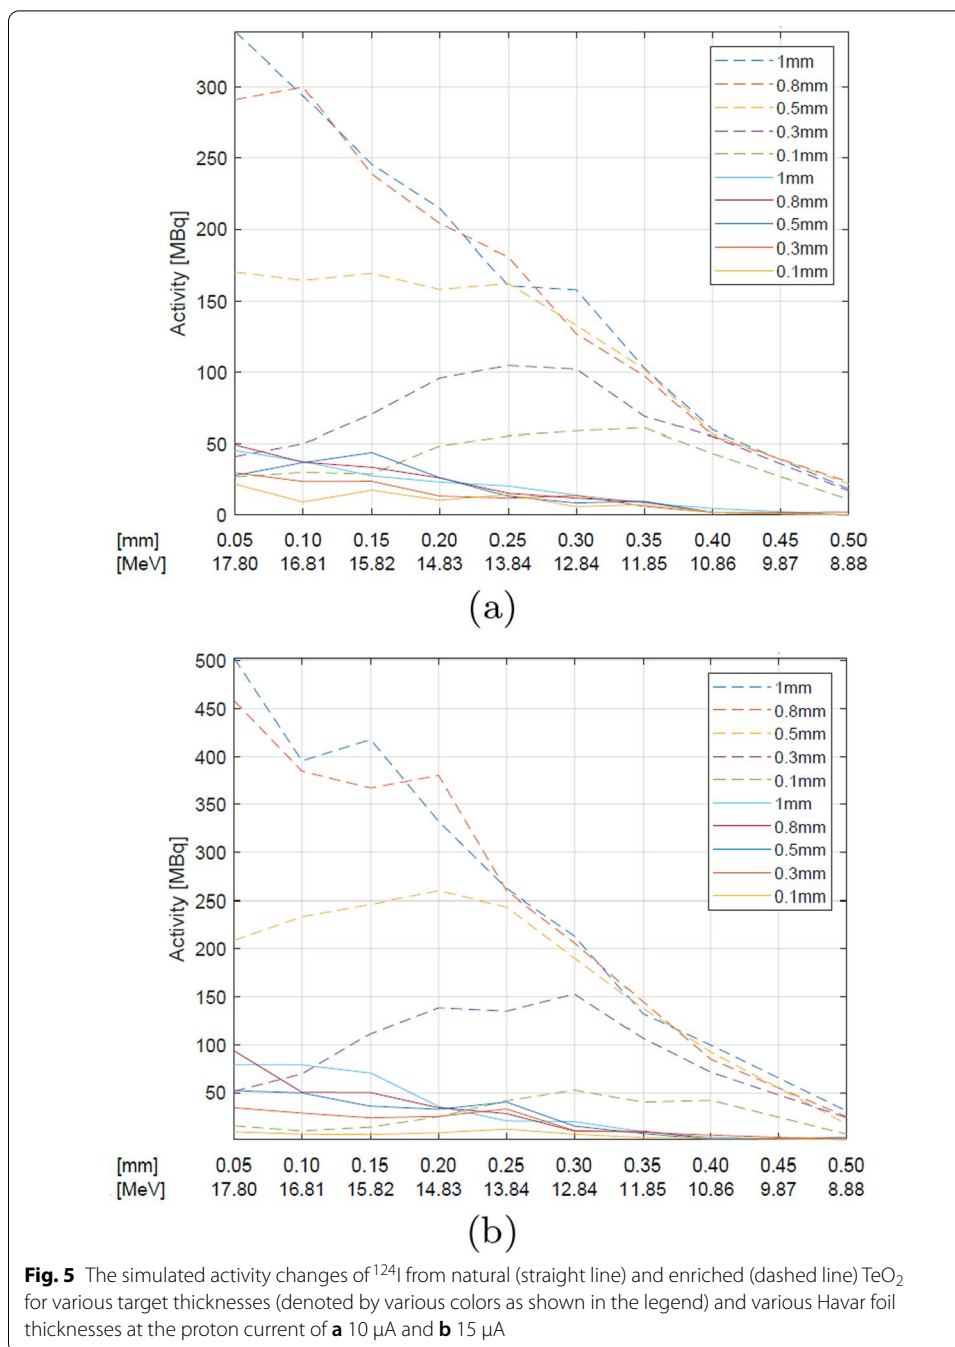 300
250
200
150
100
50
0
Activity [MBq]
1mm
0.8mm
0.5mm
0.3mm
0.1mm
1mm
0.8mm
0.5mm
0.3mm
0.1mm
[mm] 0.05 0.10 0.15 0.20 0.25 0.30 0.35 0.40 0.45 0.50
[MeV] 17.80 16.81 15.82 14.83 13.84 12.84 11.85 10.86 9.87 8.88
(a)
500
450
400
350
300
250
200
150
100
50
Activity [MBq]
1mm
0.8mm
0.5mm
0.3mm
0.1mm
1mm
0.8mm
0.5mm
0.3mm
0.1mm
[mm] 0.05 0.10 0.15 0.20 0.25 0.30 0.35 0.40 0.45 0.50
[MeV] 17.80 16.81 15.82 14.83 13.84 12.84 11.85 10.86 9.87 8.88
(b)
Fig. 5 The simulated activity changes of ¹²⁴I from natural (straight line) and enriched (dashed line) TeO₂
for various target thicknesses (denoted by various colors as shown in the legend) and various Havar foil
thicknesses at the proton current of a 10 μA and b 15 μA